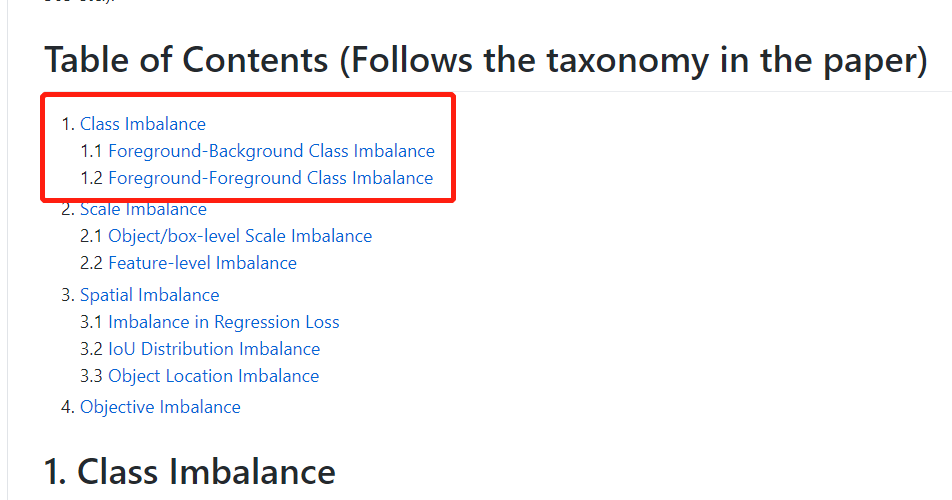 Table of Contents (Follows the taxonomy in the paper)
1. Class Imbalance
1.1 Foreground-Background Class Imbalance
1.2 Foreground-Foreground Class Imbalance
2. Scale Imbalance
2.1 Object/box-level Scale Imbalance
2.2 Feature-level Imbalance
3. Spatial Imbalance
3.1 Imbalance in Regression Loss
3.2 IoU Distribution Imbalance
3.3 Object Location Imbalance
4. Objective Imbalance
1. Class Imbalance